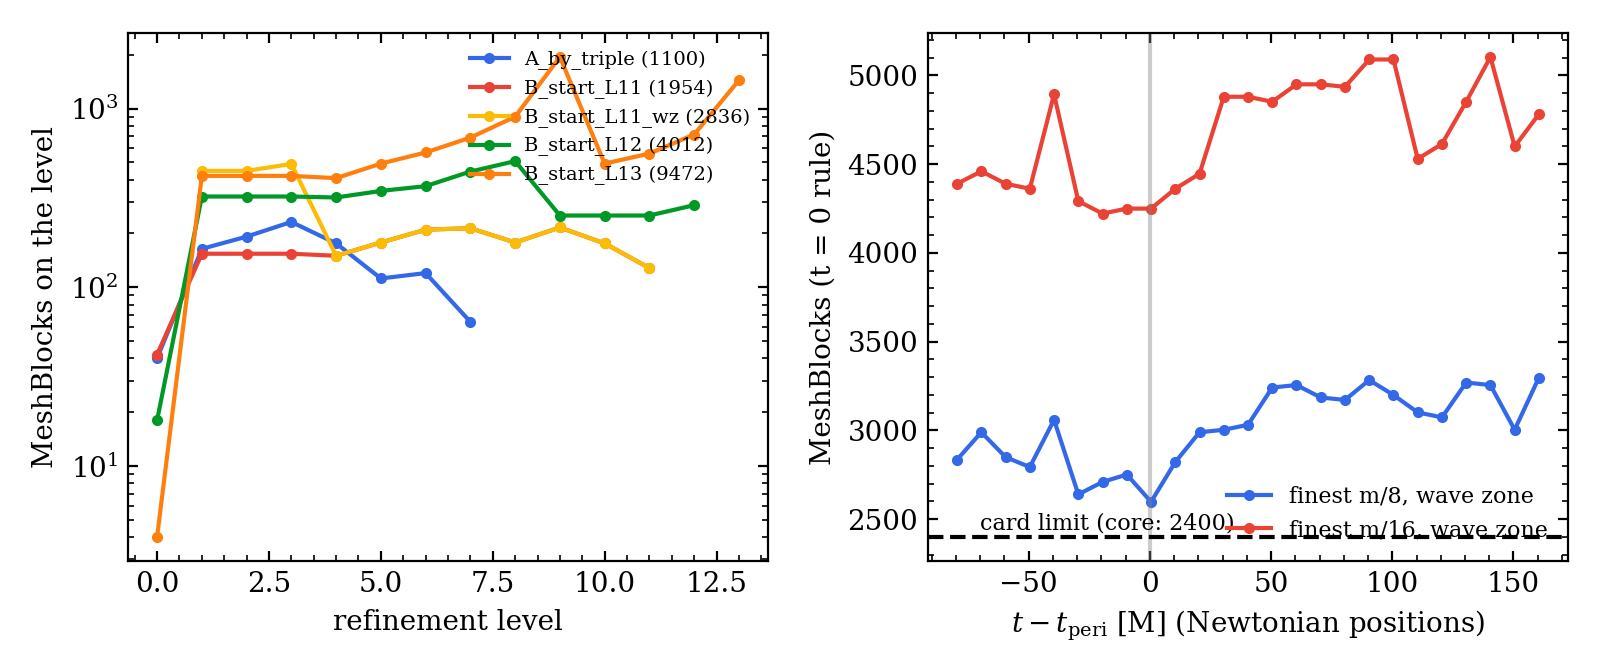 MeshBlocks on the level
10³
10²
10¹
A_by_triple (1100)
B_start_L11 (1954)
B_start_L11_wz (2836)
B_start_L12 (4012)
B_start_L13 (9472)
0.0 2.5 5.0 7.5 10.0 12.5
refinement level
MeshBlocks (t = 0 rule)
5000
4500
4000
3500
3000
2500
finest m/8, wave zone
card limit (core: 2400)
finest m/16, wave zone
−50 0 50 100 150
t − t_peri [M] (Newtonian positions)